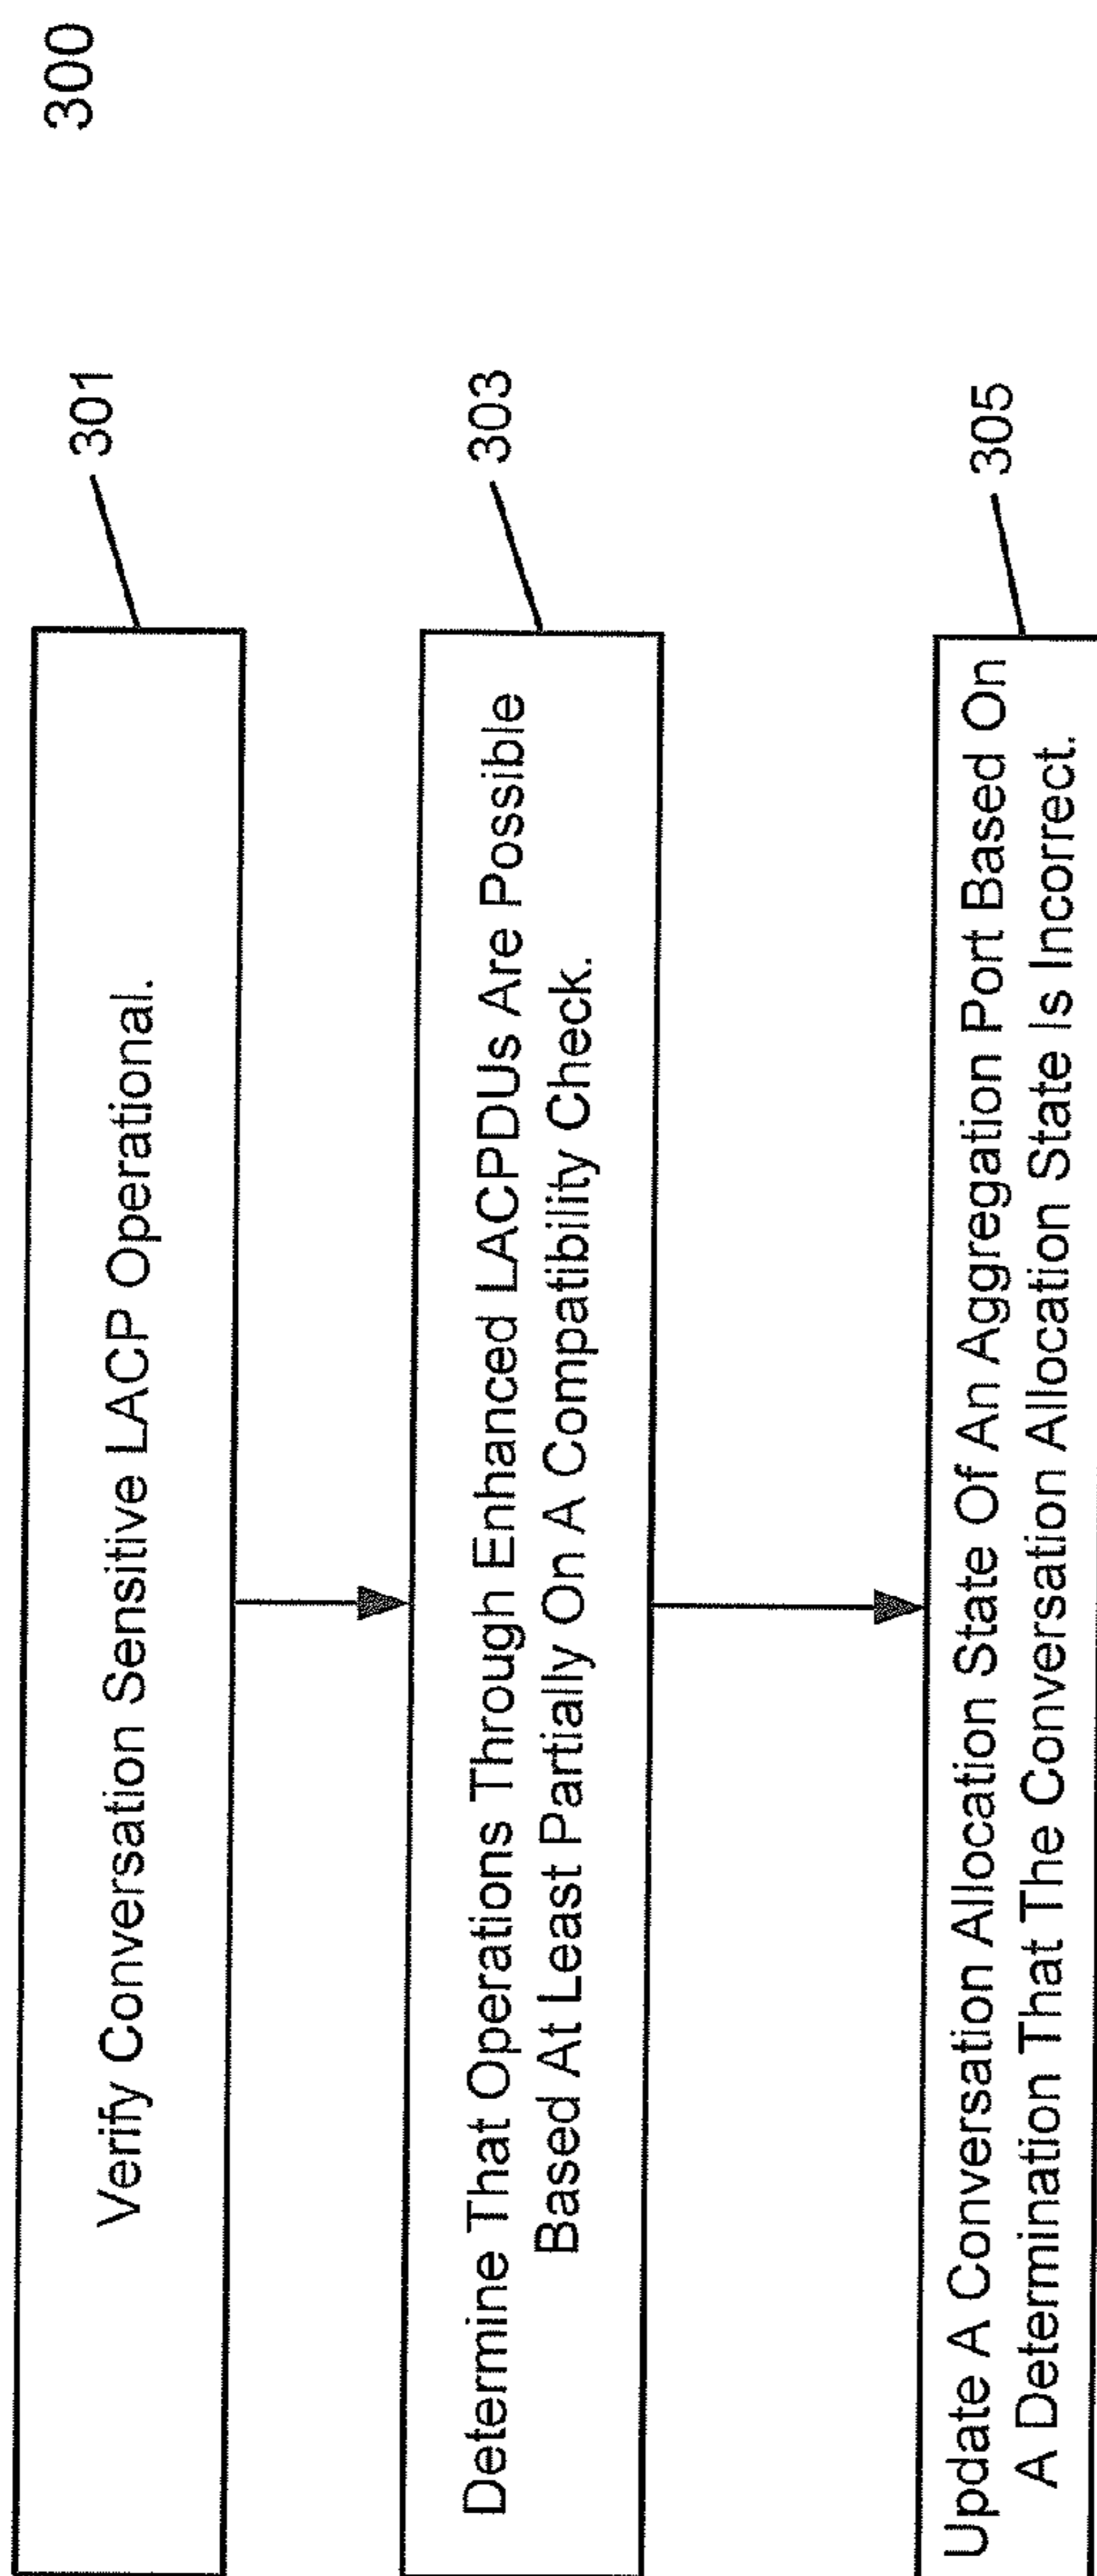 300
301
Verify Conversation Sensitive LACP Operational.
303
Determine That Operations Through Enhanced LACPDUs Are Possible
Based At Least Partially On A Compatibility Check.
305
Update A Conversation Allocation State Of An Aggregation Port Based On
A Determination That The Conversation Allocation State Is Incorrect.